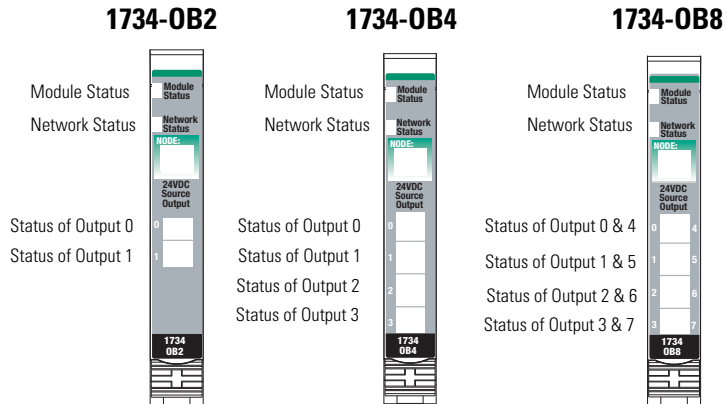 1734-OB2
1734-OB4
1734-OB8
Module Status
Network Status
Status of Output 0
Status of Output 1
Module
Status
Network
Status
NODE:
24VDC
Source
Output
0
1
1734
OB2
Module Status
Network Status
Status of Output 0
Status of Output 1
Status of Output 2
Status of Output 3
Module
Status
Network
Status
NODE:
24VDC
Source
Output
0
1
2
3
1734
OB4
Module Status
Network Status
Status of Output 0 & 4
Status of Output 1 & 5
Status of Output 2 & 6
Status of Output 3 & 7
Module
Status
Network
Status
NODE:
24VDC
Source
Output
0 4
1 5
2 6
3 7
1734
OB8